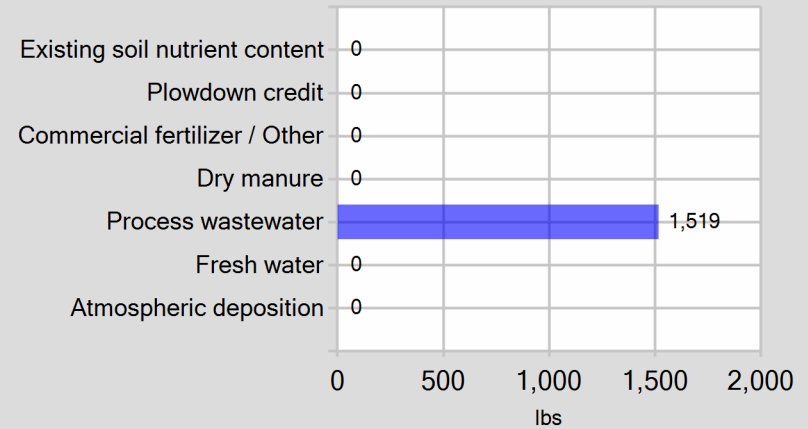 Existing soil nutrient content 0
Plowdown credit 0
Commercial fertilizer / Other 0
Dry manure 0
Process wastewater 1,519
Fresh water 0
Atmospheric deposition 0
0 500 1,000 1,500 2,000
lbs